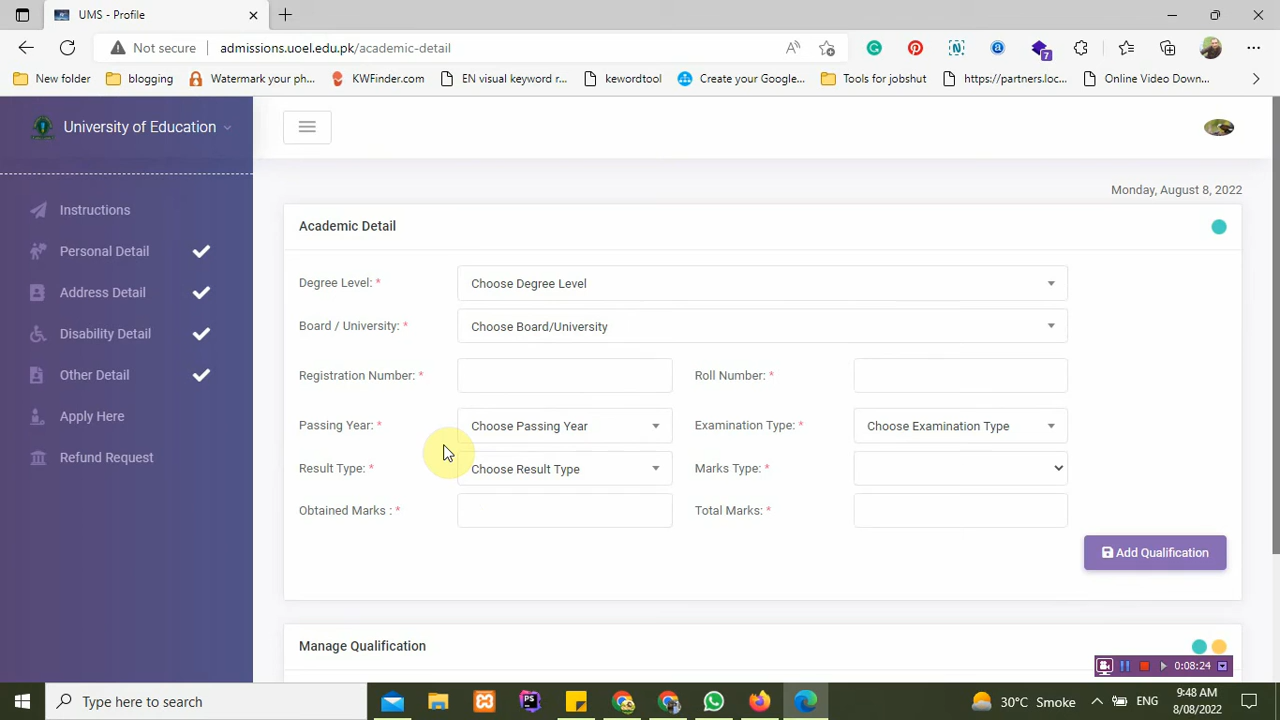 UMS - Profile
Not secure
admissions.uoel.edu.pk/academic-detail
7
New folder
blogging
Watermark your ph...
KWFinder.com
EN visual keyword r...
kewordtool
Create your Google...
Tools for jobshut
https://partners.loc...
Online Video Down...
University of Education
Monday, August 8, 2022
Instructions
Personal Detail
Address Detail
Disability Detail
Other Detail
Apply Here
Refund Request
Academic Detail
Degree Level: *
Choose Degree Level
Board / University: *
Choose Board/University
Registration Number: *
Roll Number: *
Passing Year: *
Choose Passing Year
Examination Type: *
Choose Examination Type
Result Type: *
Choose Result Type
Marks Type: *
Obtained Marks : *
Total Marks: *
Add Qualification
Manage Qualification
0:08:24
Type here to search
PS
30°C Smoke
ENG
9:48 AM
8/08/2022